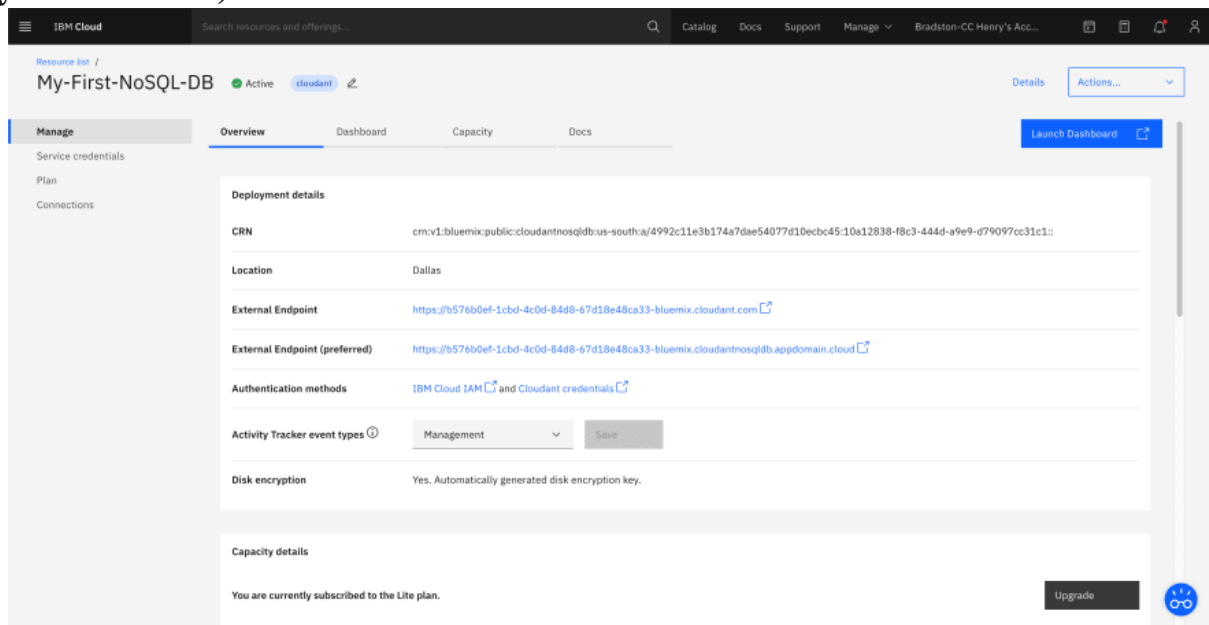 IBM Cloud Search resources and offerings... Catalog Docs Support Manage Bradston-CC Henry's Acc...
Resource list /
My-First-NoSQL-DB Active cloudant Details Actions...
Manage Overview Dashboard Capacity Docs Launch Dashboard
Service credentials
Plan
Connections
Deployment details
CRN crn:v1:bluemix:public:cloudantnosqldb:us-south:a/4992c11e3b174a7dae54077d10ecbc45:10a12838-f8c3-444d-a9e9-d79097cc31c1::
Location Dallas
External Endpoint https://b576b0ef-1cbd-4c0d-84d8-67d18e48ca33-bluemix.cloudant.com
External Endpoint (preferred) https://b576b0ef-1cbd-4c0d-84d8-67d18e48ca33-bluemix.cloudantnosqldb.appdomain.cloud
Authentication methods IBM Cloud IAM and Cloudant credentials
Activity Tracker event types Management Save
Disk encryption Yes. Automatically generated disk encryption key.
Capacity details
You are currently subscribed to the Lite plan. Upgrade